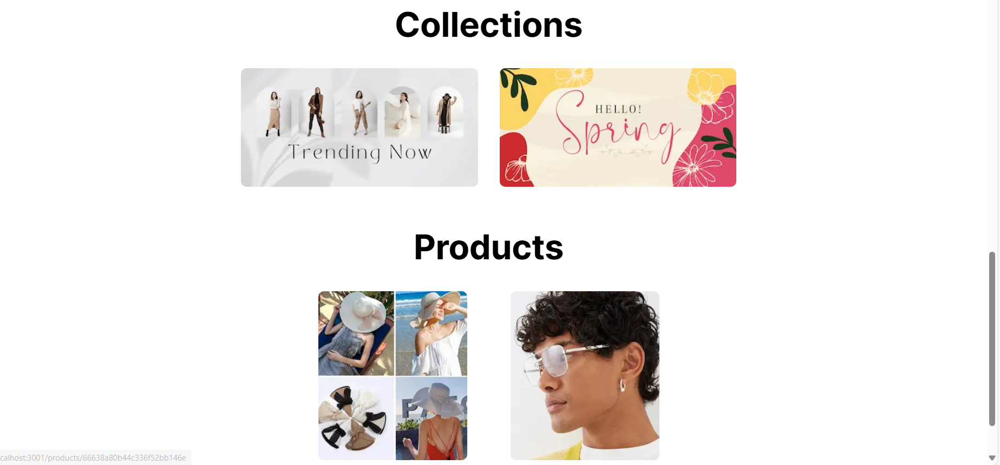 Collections
Trending Now
HELLO!
Spring
Products
calhost:3001/products/66638a80b44c336f52bb146e